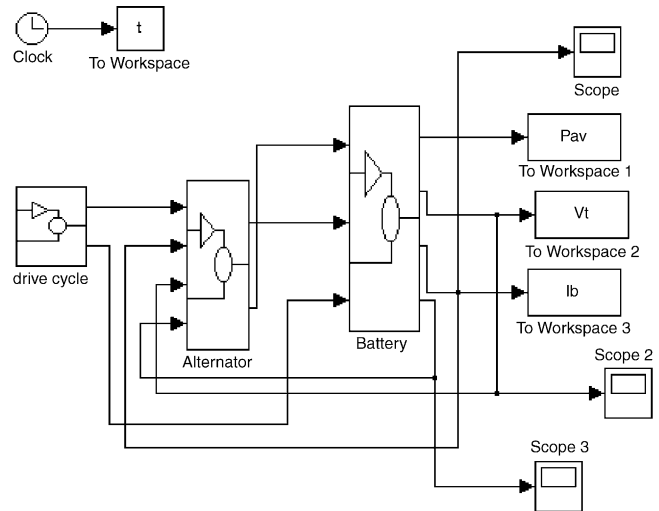 t
Clock
To Workspace
Scope
Pav
To Workspace 1
Vt
drive cycle
To Workspace 2
Ib
To Workspace 3
Battery
Alternator
Scope 2
Scope 3